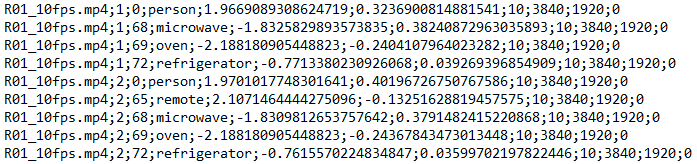 R01_10fps.mp4;1;0;person;1.9669089308624719;0.3236900814881541;10;3840;1920;0
R01_10fps.mp4;1;68;microwave;-1.8325829893573835;0.38240872963035893;10;3840;1920;0
R01_10fps.mp4;1;69;oven;-2.188180905448823;-0.2404107964023282;10;3840;1920;0
R01_10fps.mp4;1;72;refrigerator;-0.7713380230926068;0.039269396854909;10;3840;1920;0
R01_10fps.mp4;2;0;person;1.9701017748301641;0.40196726750767586;10;3840;1920;0
R01_10fps.mp4;2;65;remote;2.1071464444275096;-0.13251628819457575;10;3840;1920;0
R01_10fps.mp4;2;68;microwave;-1.8309812653757642;0.3791482415220868;10;3840;1920;0
R01_10fps.mp4;2;69;oven;-2.188180905448823;-0.24367843473013448;10;3840;1920;0
R01_10fps.mp4;2;72;refrigerator;-0.7615570224834847;0.03599702197822446;10;3840;1920;0